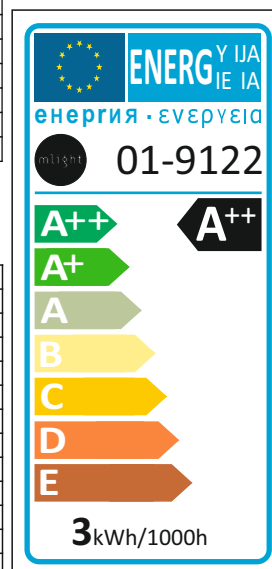 ENERG Y IJA
IE IA
енергия · ενεργεια
mlight 01-9122
A++ A++
A+
A
B
C
D
E
3kWh/1000h